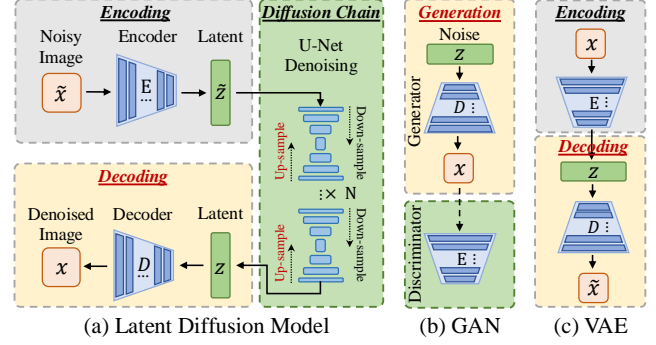 Encoding
Noisy Image
Encoder
Latent
x̃
E
...
z̃
Diffusion Chain
U-Net
Denoising
Up-sample
Down-sample
⋮× N
Up-sample
Down-sample
Decoding
Denoised Image
Decoder
Latent
x
D
...
z
(a) Latent Diffusion Model
Generation
Noise
Z
Generator
D ⋮
x
Discriminator
E ⋮
(b) GAN
Encoding
x
E ⋮
Decoding
z
D ⋮
x̃
(c) VAE